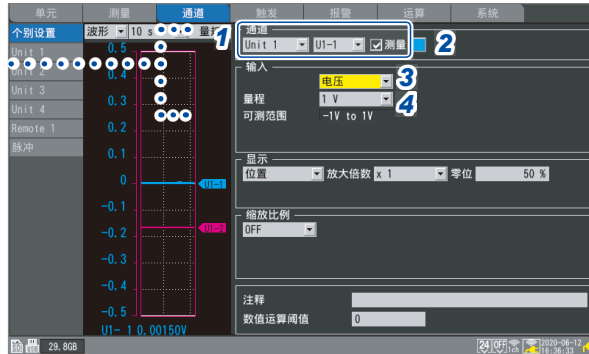 单元 测量 通道 触发 报警 运算 系统
个别设置
Unit 1
Unit 2
Unit 3
Unit 4
Remote 1
脉冲
波形 10 s 量程
0.5
0.4
0.3
0.2
0.1
0
-0.1
-0.2
-0.3
-0.4
-0.5
U1-1
U1-2
U1- 1 0.00150V
1
通道
Unit 1 U1-1 测量 2
输入
电压 3
量程 1 V 4
可测范围 -1V to 1V
显示
位置 放大倍数 x 1 零位 50 %
缩放比例
OFF
注释
数值运算阈值 0
SD 29.8GB
24 OFF 1ch 2020-06-12
16:36:33